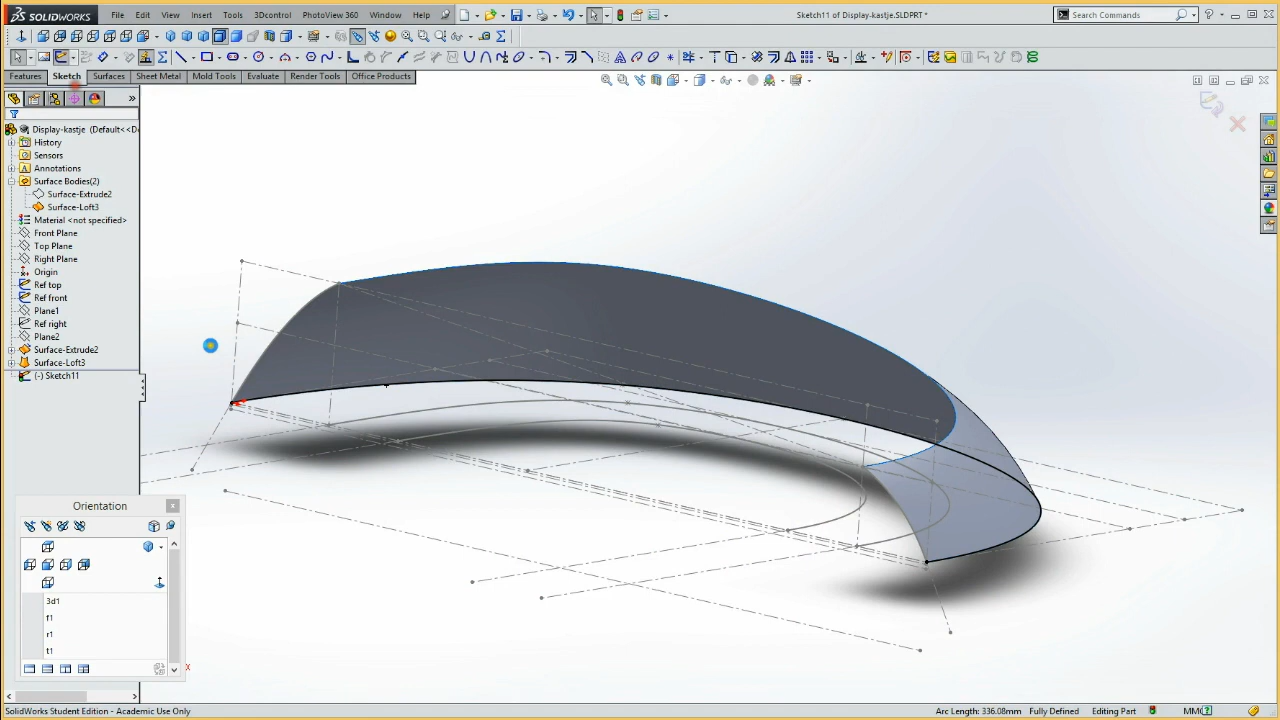 SOLIDWORKS File Edit View Insert Tools 3Dcontrol PhotoView 360 Window Help Sketch11 of Display-kastje.SLDPRT * Search Commands
Features Sketch Surfaces Sheet Metal Mold Tools Evaluate Render Tools Office Products
Display-kastje (Default<<D
History
Sensors
Annotations
Surface Bodies(2)
Surface-Extrude2
Surface-Loft3
Material <not specified>
Front Plane
Top Plane
Right Plane
Origin
Ref top
Ref front
Plane1
Ref right
Plane2
Surface-Extrude2
Surface-Loft3
(-) Sketch11
Orientation
3d1
f1
r1
t1
SolidWorks Student Edition - Academic Use Only Arc Length: 336.08mm Fully Defined Editing Part